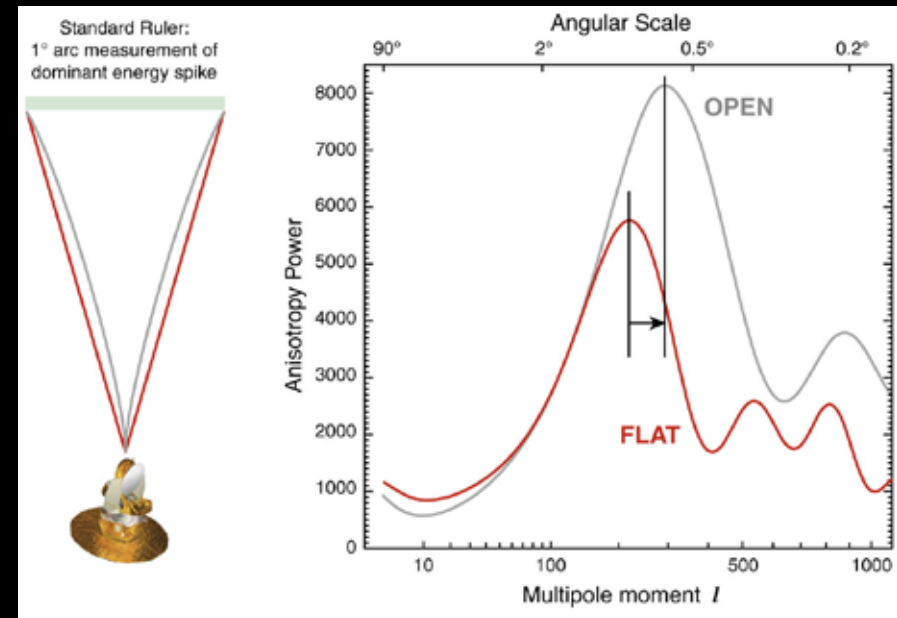 Standard Ruler:
1° arc measurement of
dominant energy spike
Angular Scale
90° 2° 0.5° 0.2°
8000
7000
6000
5000
4000
3000
2000
1000
0
Anisotropy Power
OPEN
FLAT
10 100 500 1000
Multipole moment l